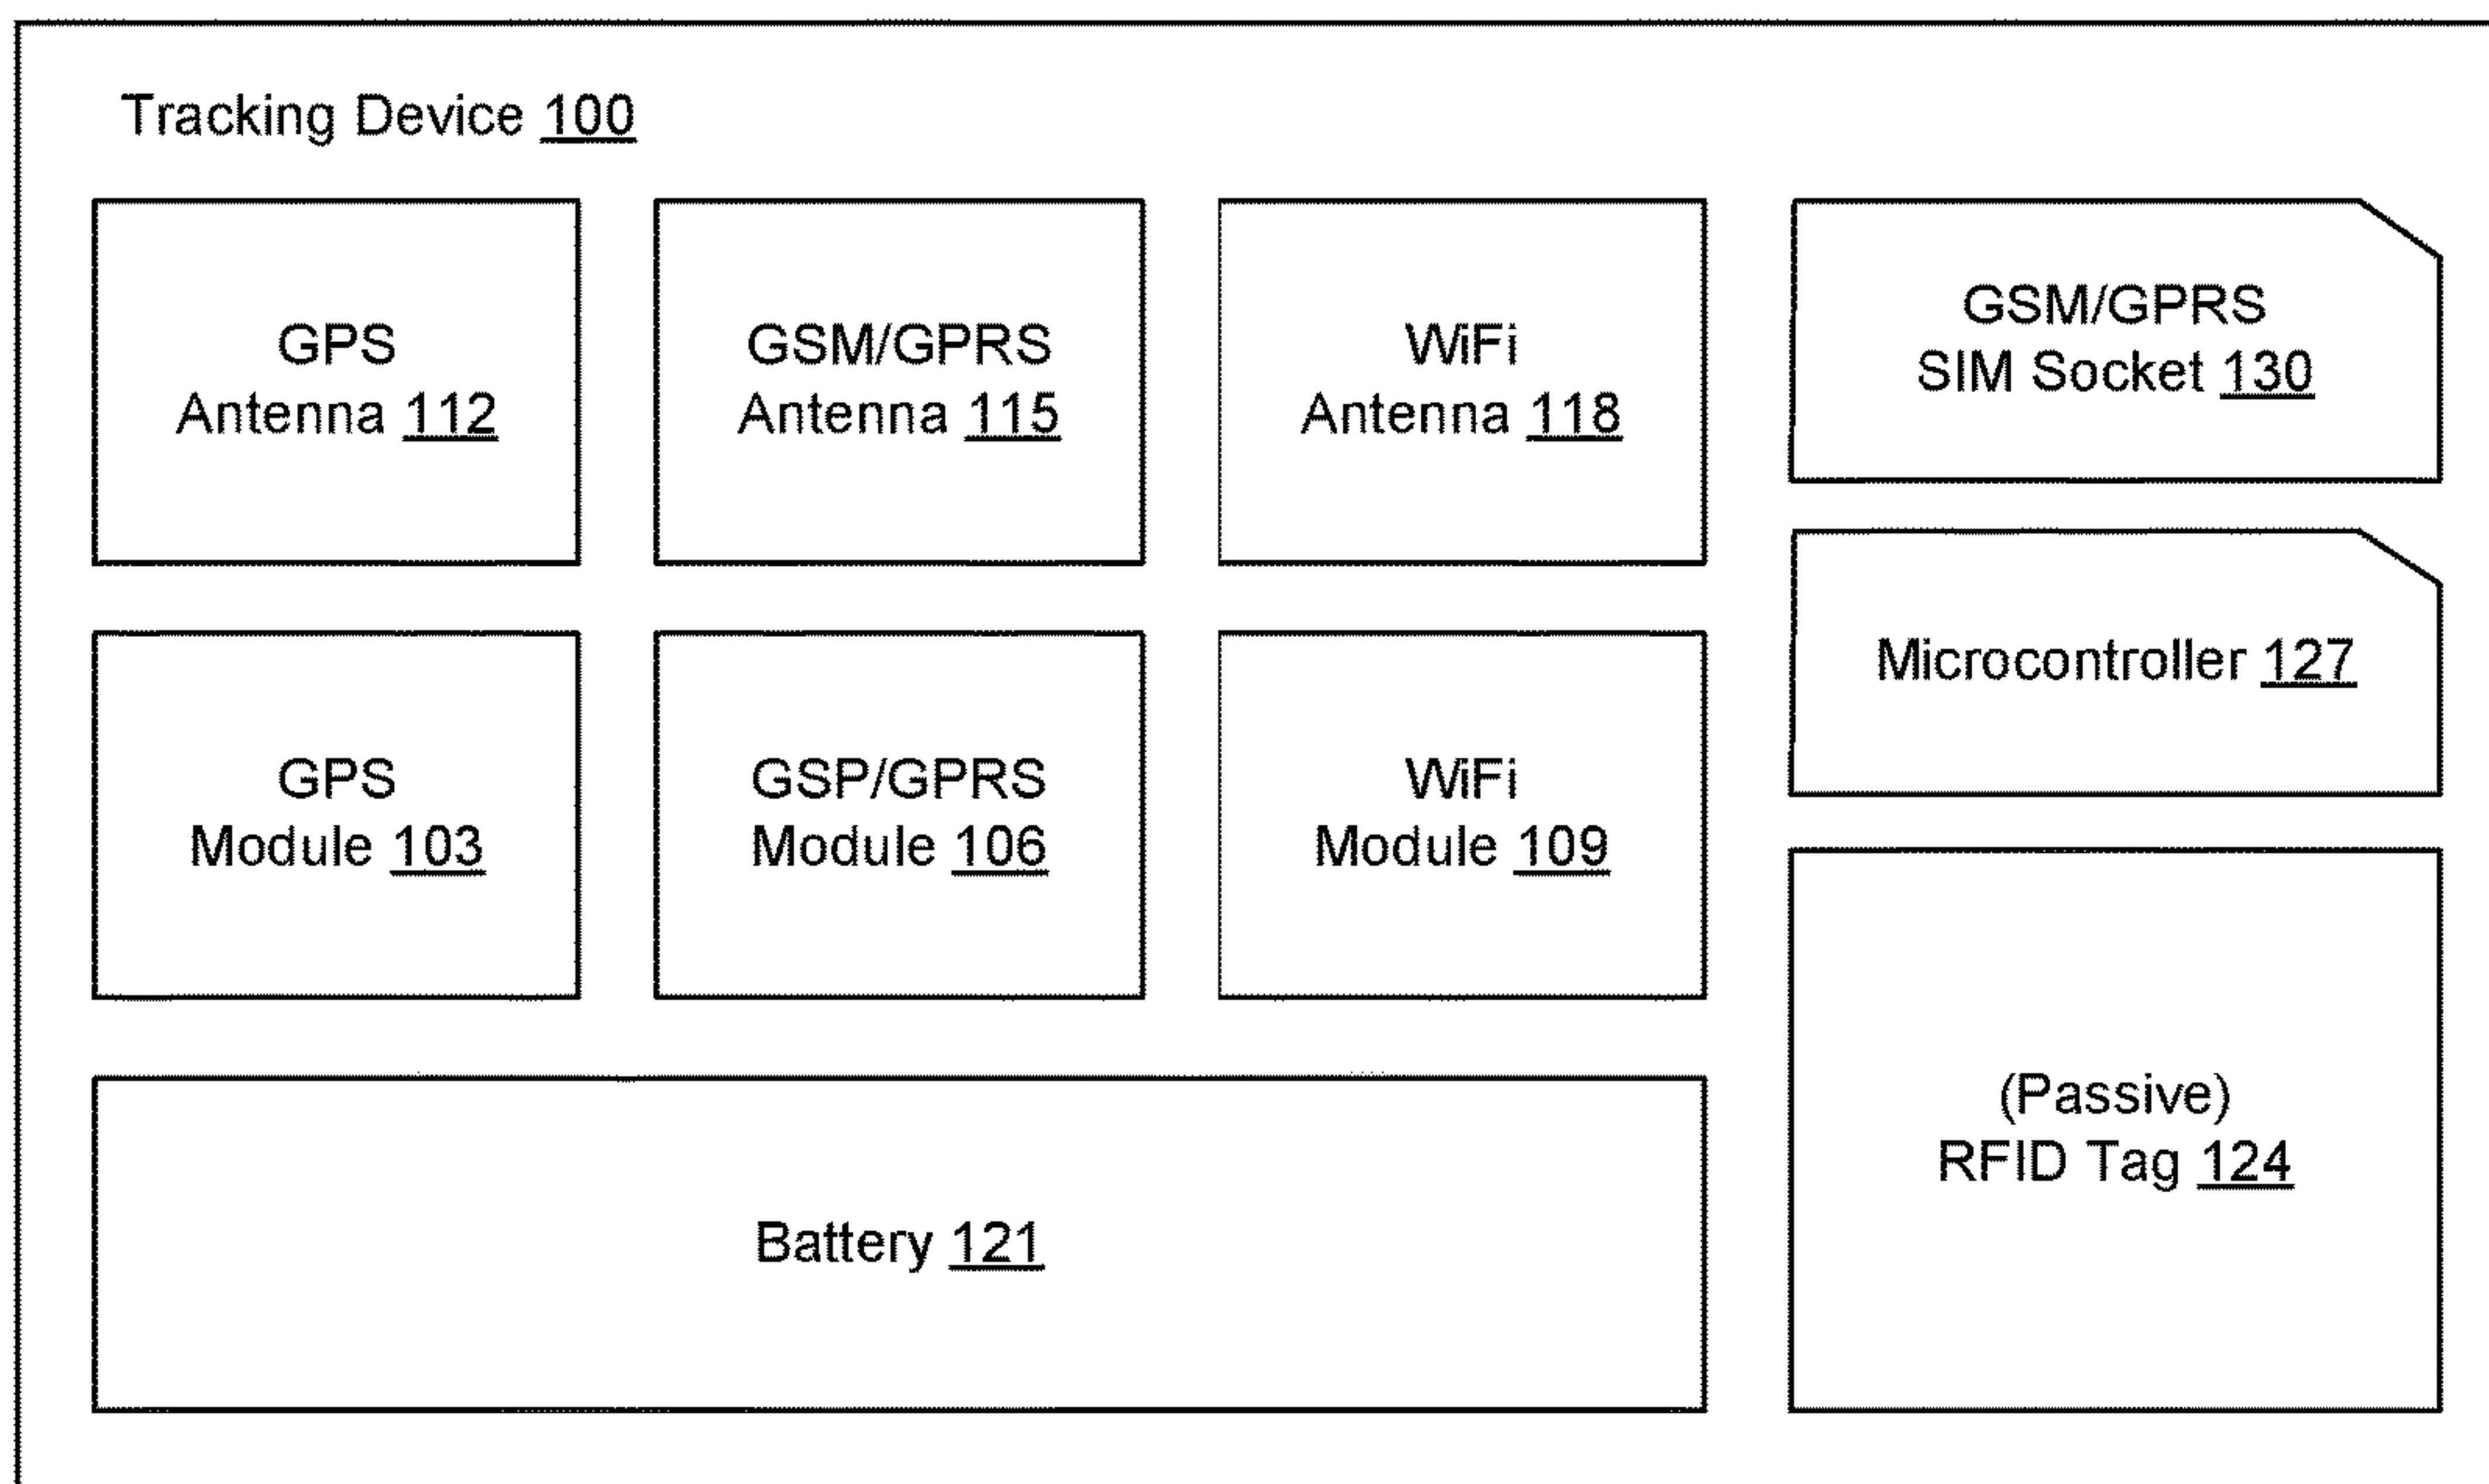 Tracking Device 100
GPS
Antenna 112
GSM/GPRS
Antenna 115
WiFi
Antenna 118
GSM/GPRS
SIM Socket 130
Microcontroller 127
GPS
Module 103
GSP/GPRS
Module 106
WiFi
Module 109
(Passive)
RFID Tag 124
Battery 121